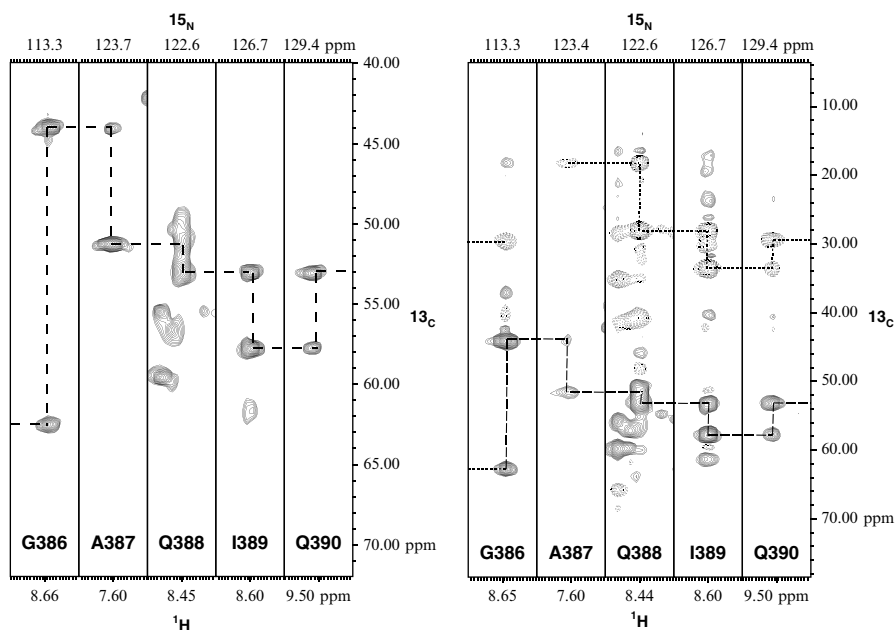 15N
113.3 123.7 122.6 126.7 129.4 ppm
40.00
45.00
50.00
55.00
13C
60.00
65.00
70.00 ppm
G386 A387 Q388 I389 Q390
8.66 7.60 8.45 8.60 9.50 ppm
1H
15N
113.3 123.4 122.6 126.7 129.4 ppm
10.00
20.00
30.00
40.00
13C
50.00
60.00
70.00 ppm
G386 A387 Q388 I389 Q390
8.65 7.60 8.44 8.60 9.50 ppm
1H